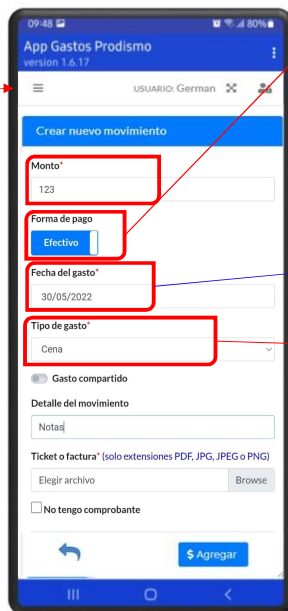 09:48 80%
App Gastos Prodismo
version 1.6.17
USUARIO: German
Crear nuevo movimiento
Monto*
123
Forma de pago
Efectivo
Fecha del gasto*
30/05/2022
Tipo de gasto*
Cena
Gasto compartido
Detalle del movimiento
Notas
Ticket o factura* (solo extensiones PDF, JPG, JPEG o PNG)
Elegir archivo Browse
No tengo comprobante
$ Agregar